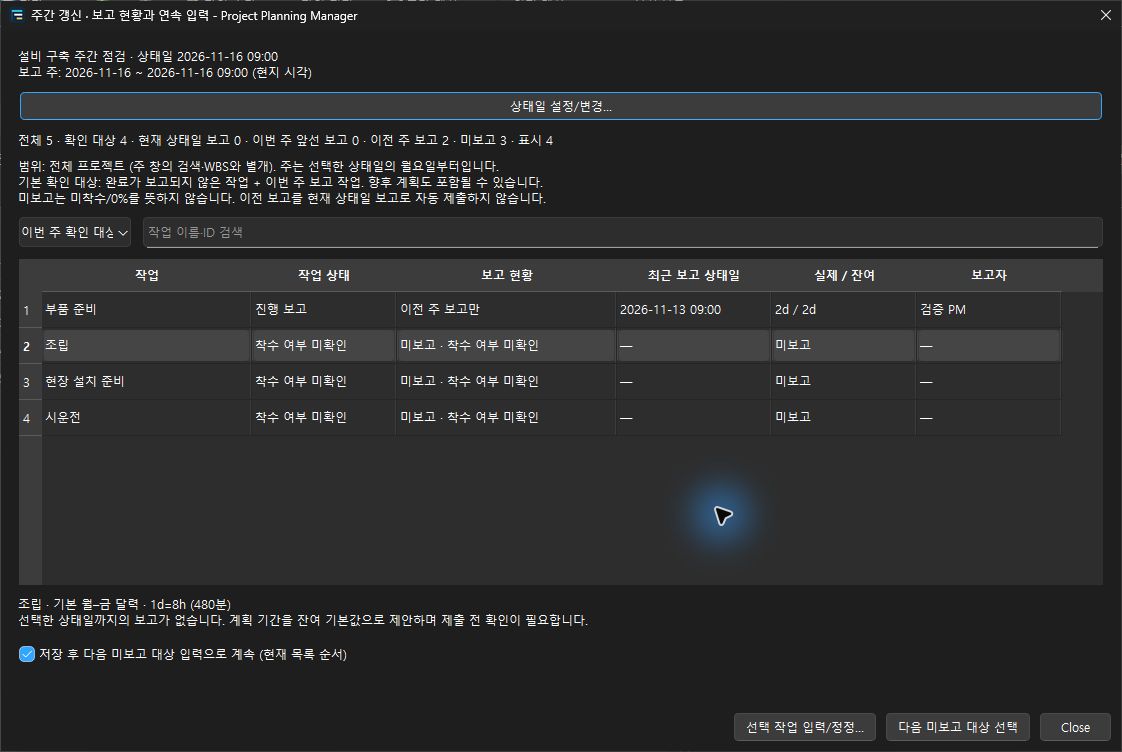 주간 갱신 · 보고 현황과 연속 입력 - Project Planning Manager
설비 구축 주간 점검 · 상태일 2026-11-16 09:00
보고 주: 2026-11-16 ~ 2026-11-16 09:00 (현지 시각)
상태일 설정/변경...
전체 5 · 확인 대상 4 · 현재 상태일 보고 0 · 이번 주 앞선 보고 0 · 이전 주 보고 2 · 미보고 3 · 표시 4
범위: 전체 프로젝트 (주 창의 검색·WBS와 별개). 주는 선택한 상태일의 월요일부터입니다.
기본 확인 대상: 완료가 보고되지 않은 작업 + 이번 주 보고 작업. 향후 계획도 포함될 수 있습니다.
미보고는 미착수/0%를 뜻하지 않습니다. 이전 보고를 현재 상태일 보고로 자동 제출하지 않습니다.
이번 주 확인 대상 작업 이름·ID 검색
작업 작업 상태 보고 현황 최근 보고 상태일 실제 / 잔여 보고자
1 부품 준비 진행 보고 이전 주 보고만 2026-11-13 09:00 2d / 2d 검증 PM
2 조립 착수 여부 미확인 미보고 · 착수 여부 미확인 — 미보고 —
3 현장 설치 준비 착수 여부 미확인 미보고 · 착수 여부 미확인 — 미보고 —
4 시운전 착수 여부 미확인 미보고 · 착수 여부 미확인 — 미보고 —
조립 · 기본 월–금 달력 · 1d=8h (480분)
선택한 상태일까지의 보고가 없습니다. 계획 기간을 잔여 기본값으로 제안하며 제출 전 확인이 필요합니다.
저장 후 다음 미보고 대상 입력으로 계속 (현재 목록 순서)
선택 작업 입력/정정... 다음 미보고 대상 선택 Close